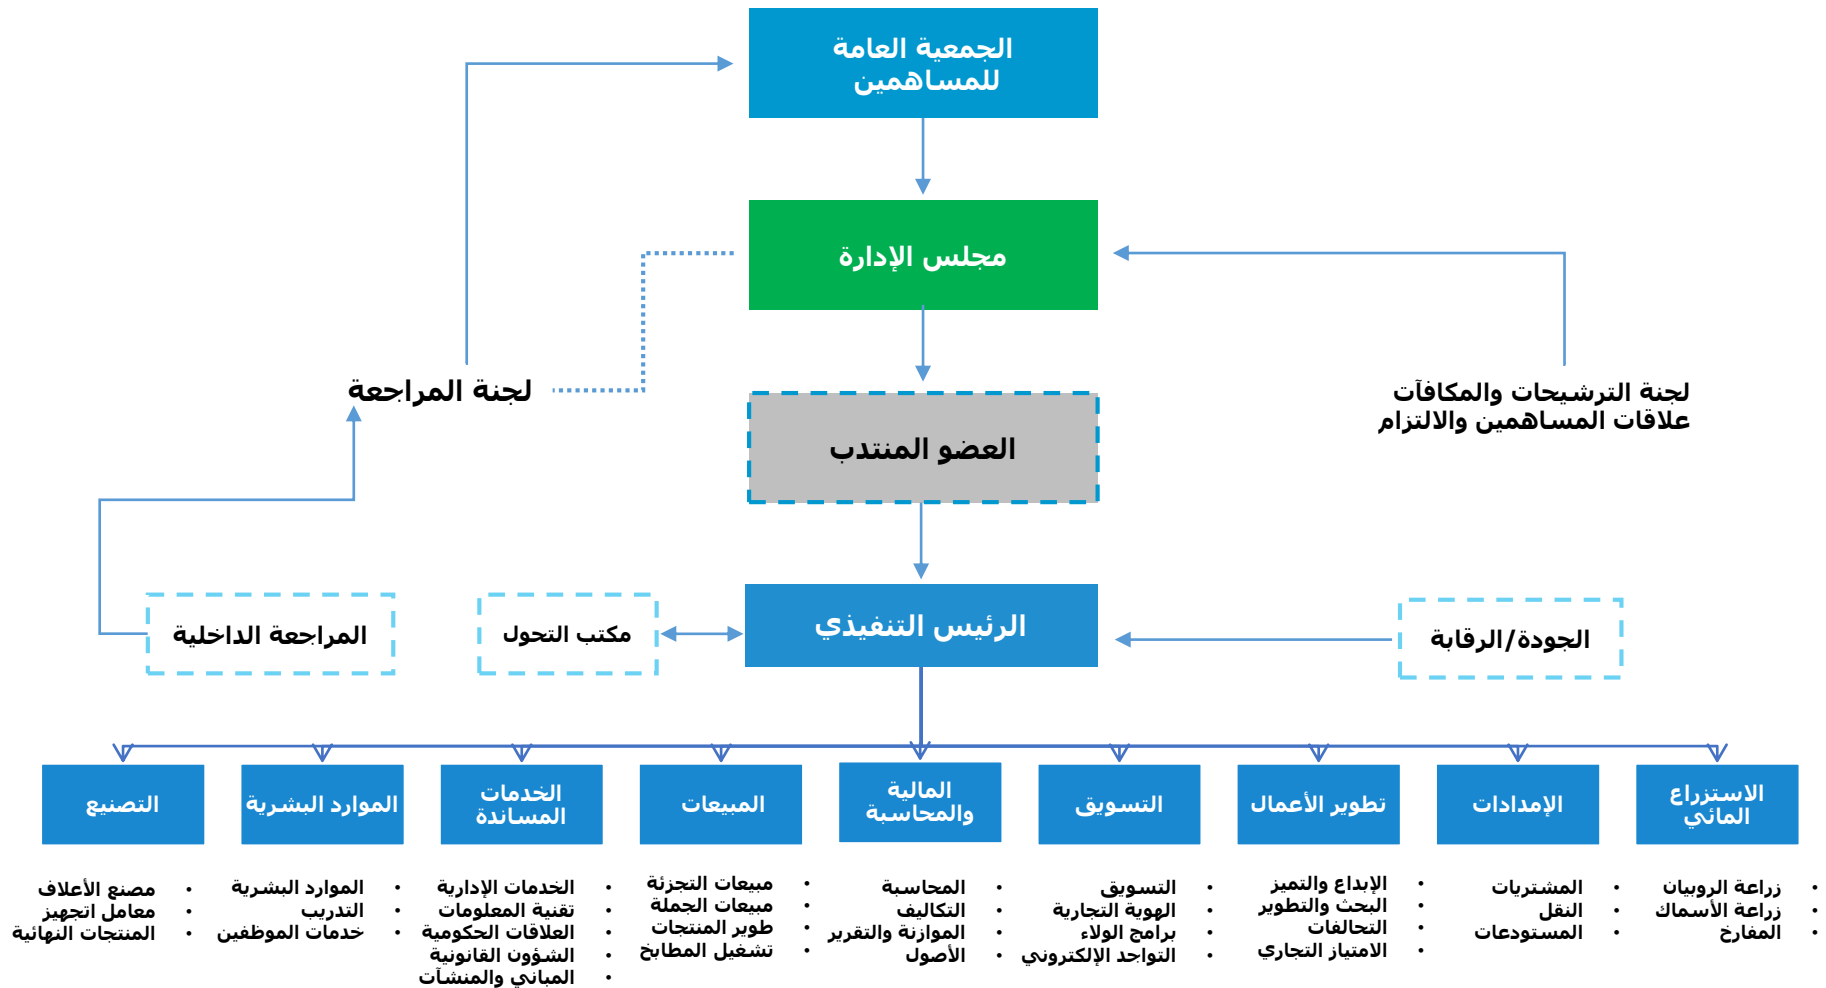 الجمعية العامة
للمساهمين
مجلس الإدارة
لجنة الترشيحات والمكافآت
علاقات المساهمين والالتزام
لجنة المراجعة
العضو المنتدب
الجودة/الرقابة
الرئيس التنفيذي
مكتب التحول
المراجعة الداخلية
الاستزراع
المائي
• زراعة الروبيان
• زراعة الأسماك
• المفارخ
الإمدادات
• المشتريات
• النقل
• المستودعات
تطوير الأعمال
• الإبداع والتميز
• البحث والتطوير
• التحالفات
• الامتياز التجاري
التسويق
• التسويق
• الهوية التجارية
• برامج الولاء
• التواجد الإلكتروني
المالية
والمحاسبة
• المحاسبة
• التكاليف
• الموازنة والتقرير
• الأصول
المبيعات
• مبيعات التجزئة
• مبيعات الجملة
• طوير المنتجات
• تشغيل المطابخ
الخدمات
المساندة
• الخدمات الإدارية
• تقنية المعلومات
• العلاقات الحكومية
• الشؤون القانونية
• المباني والمنشآت
الموارد البشرية
• الموارد البشرية
• التدريب
• خدمات الموظفين
التصنيع
• مصنع الأعلاف
• معامل اتجهيز
• المنتجات النهائية